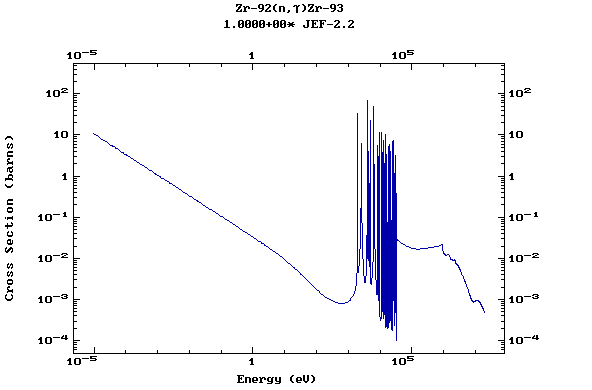 Zr-92(n,γ)Zr-93
1.0000+00* JEF-2.2
10⁻⁵ 1 10⁵
10² 10²
10 10
1 1
10⁻¹ 10⁻¹
10⁻² 10⁻²
10⁻³ 10⁻³
10⁻⁴ 10⁻⁴
10⁻⁵ 1 10⁵
Cross Section (barns)
Energy (eV)